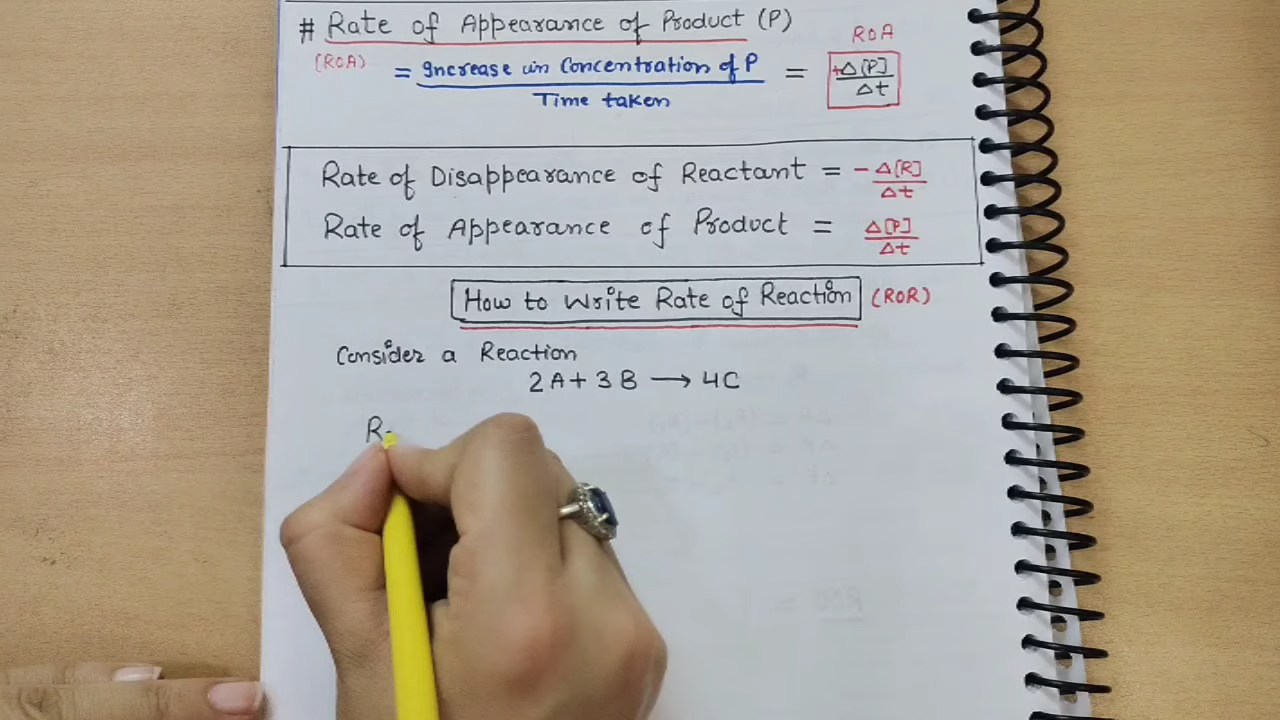 # Rate of Appearance of Product (P)
(ROA) = Increase in Concentration of P / Time taken = ROA +Δ[P]/Δt
Rate of Disappearance of Reactant = - Δ[R]/Δt
Rate of Appearance of Product = Δ[P]/Δt
How to Write Rate of Reaction (ROR)
Consider a Reaction
2A + 3B → 4C
R